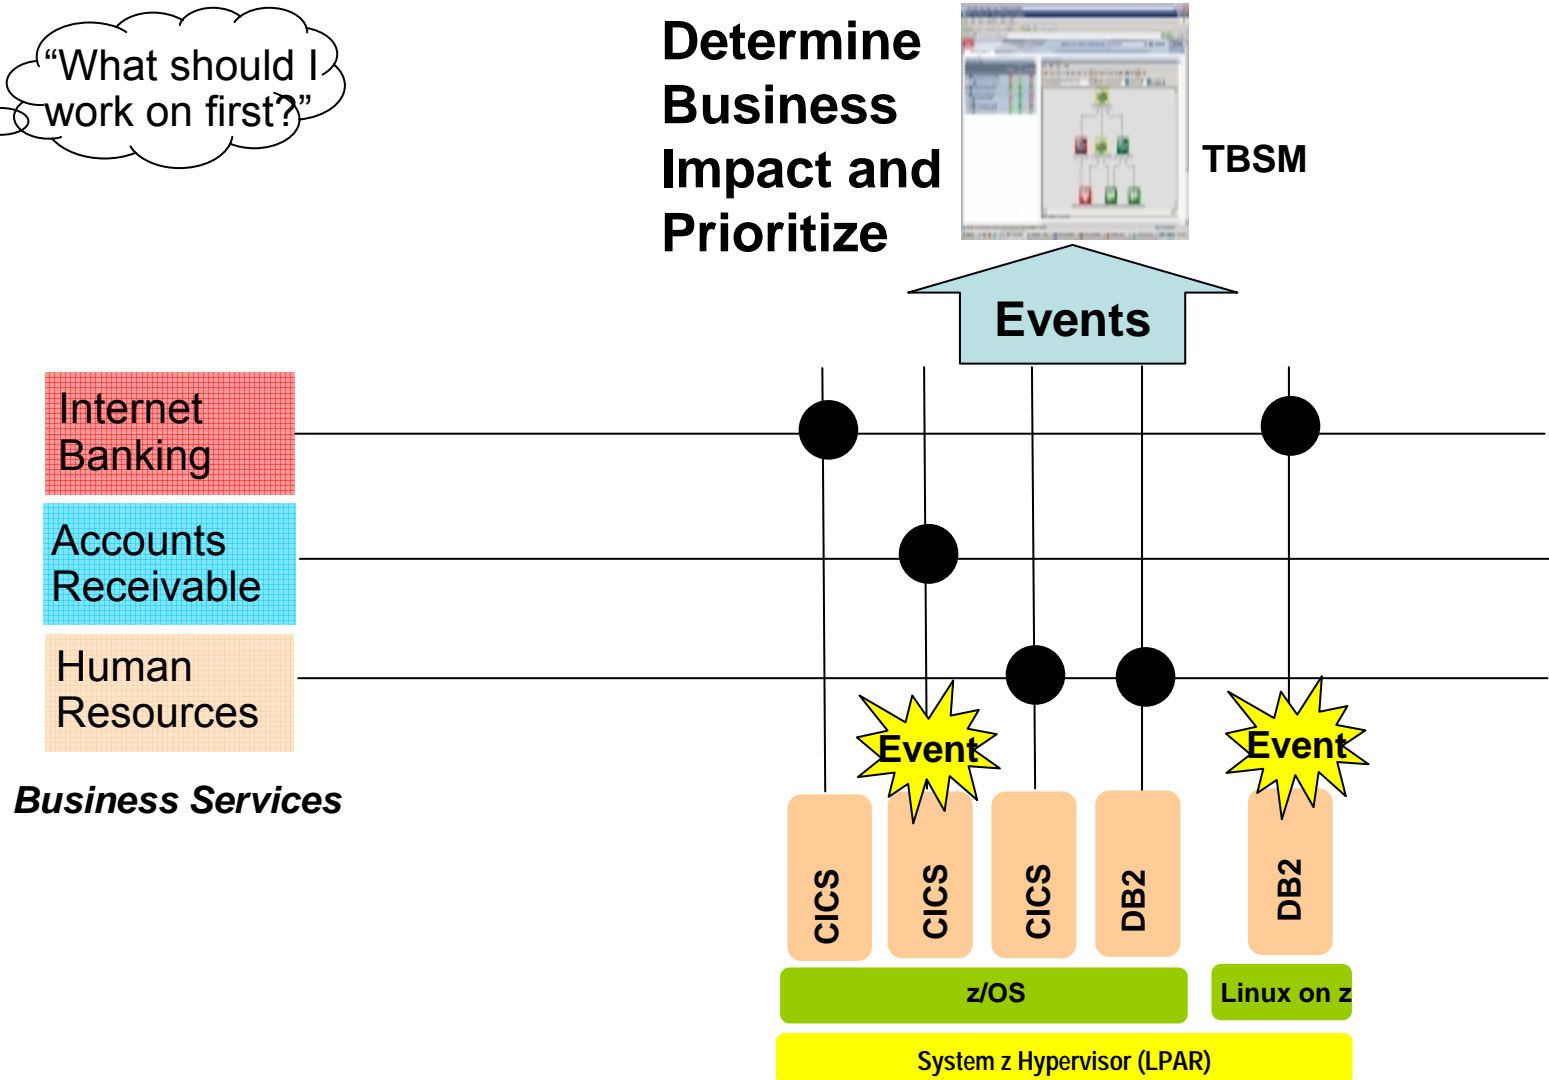 “What should I
work on first?”
Determine
Business
Impact and
Prioritize
TBSM
Events
Internet
Banking
Accounts
Receivable
Human
Resources
Business Services
Event
Event
CICS
CICS
CICS
DB2
DB2
z/OS
Linux on z
System z Hypervisor (LPAR)